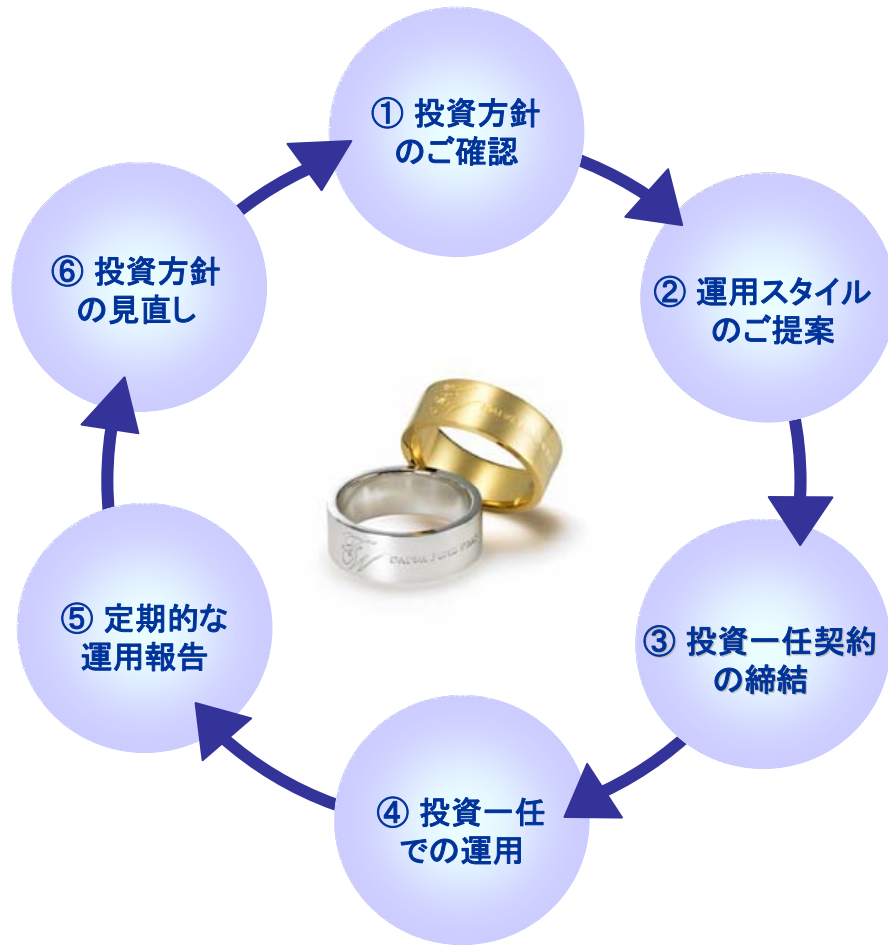 ① 投資方針
のご確認
② 運用スタイル
のご提案
③ 投資一任契約
の締結
④ 投資一任
での運用
⑤ 定期的な
運用報告
⑥ 投資方針
の見直し